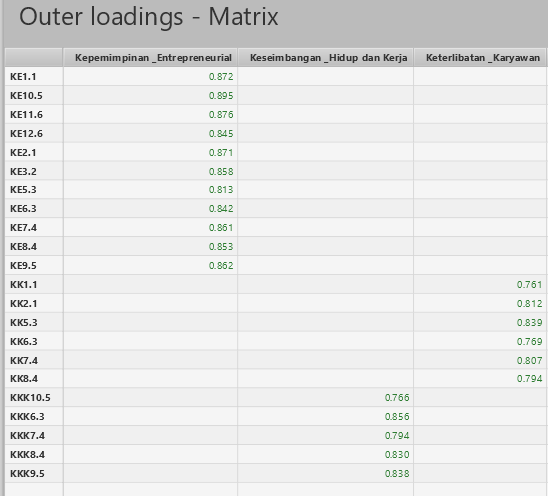 Outer loadings - Matrix
Kepemimpinan _Entrepreneurial Keseimbangan _Hidup dan Kerja Keterlibatan _Karyawan
KE1.1 0.872
KE10.5 0.895
KE11.6 0.876
KE12.6 0.845
KE2.1 0.871
KE3.2 0.858
KE5.3 0.813
KE6.3 0.842
KE7.4 0.861
KE8.4 0.853
KE9.5 0.862
KK1.1 0.761
KK2.1 0.812
KK5.3 0.839
KK6.3 0.769
KK7.4 0.807
KK8.4 0.794
KKK10.5 0.766
KKK6.3 0.856
KKK7.4 0.794
KKK8.4 0.830
KKK9.5 0.838